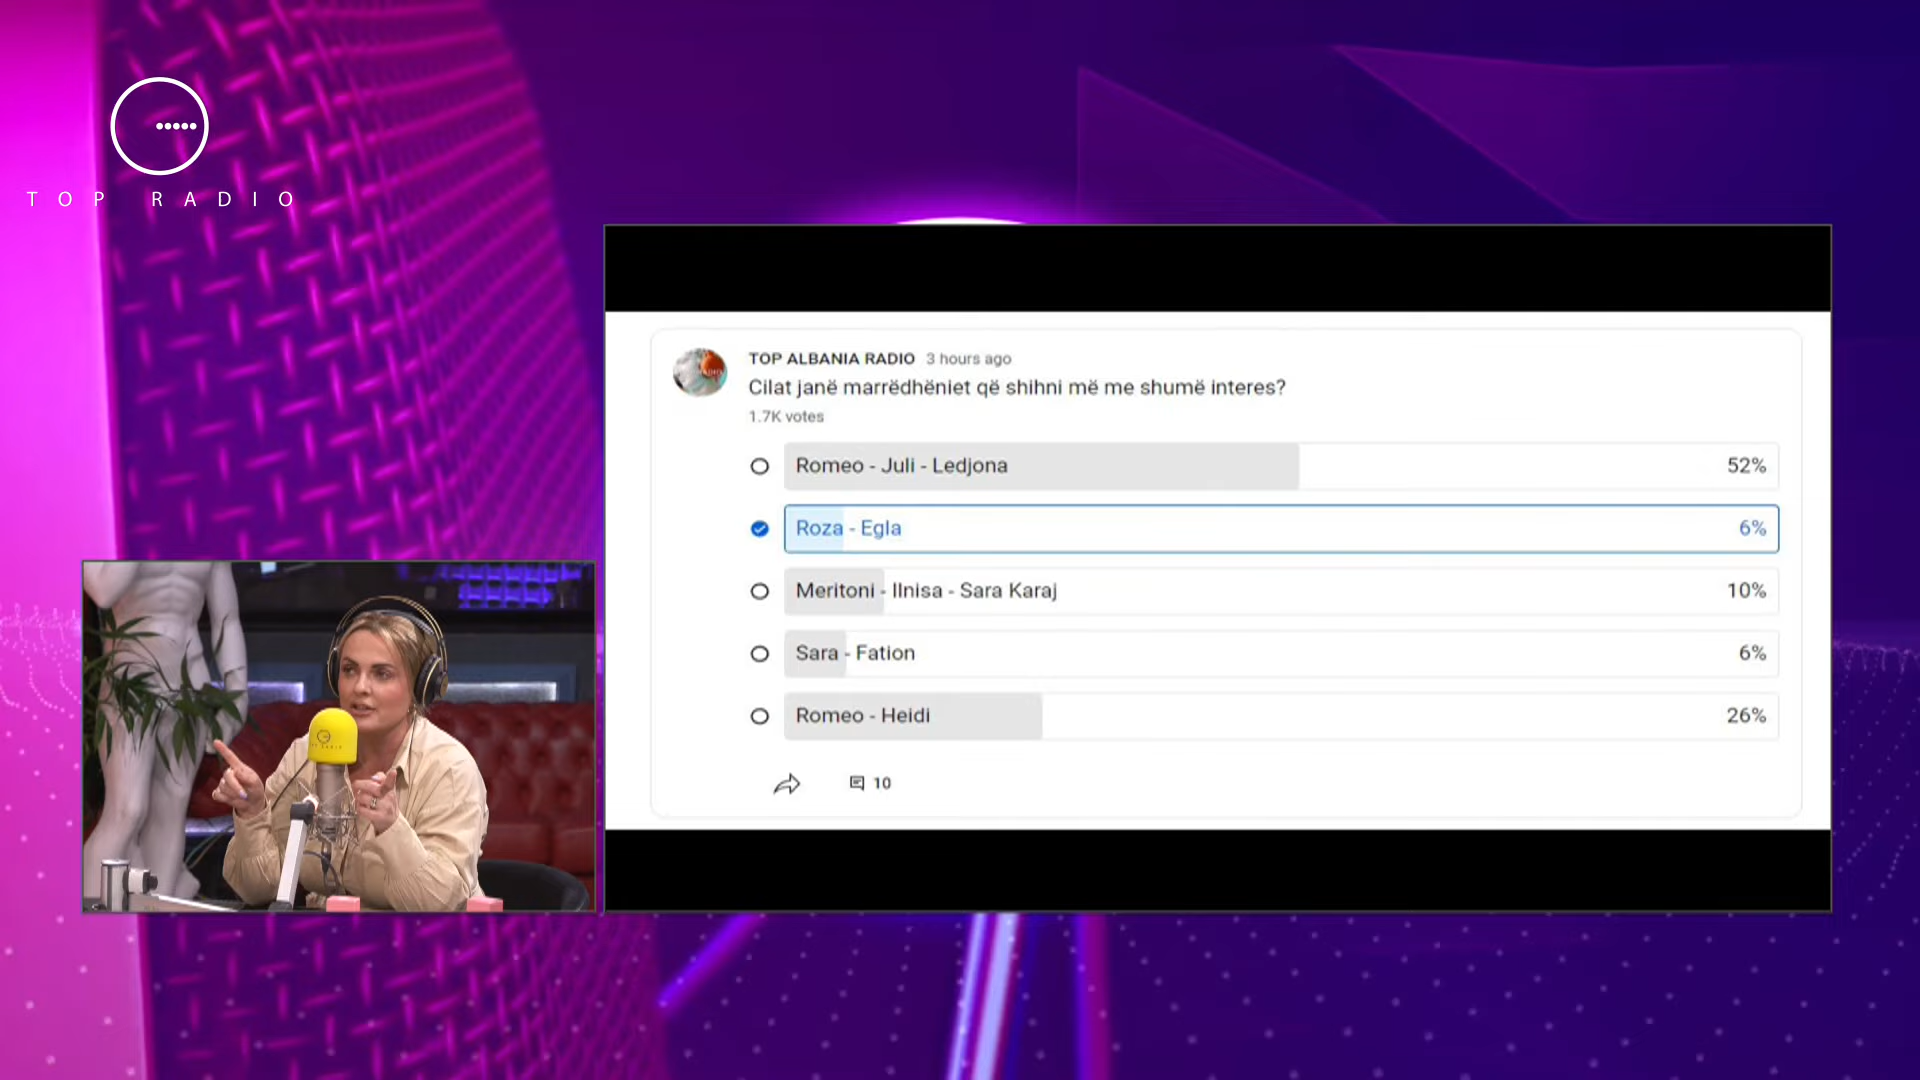 TOP RADIO
TOP ALBANIA RADIO 3 hours ago
Cilat janë marrëdhëniet që shihni më me shumë interes?
1.7K votes
Romeo - Juli - Ledjona 52%
Roza - Egla 6%
Meritoni - Ilnisa - Sara Karaj 10%
Sara - Fation 6%
Romeo - Heidi 26%
10